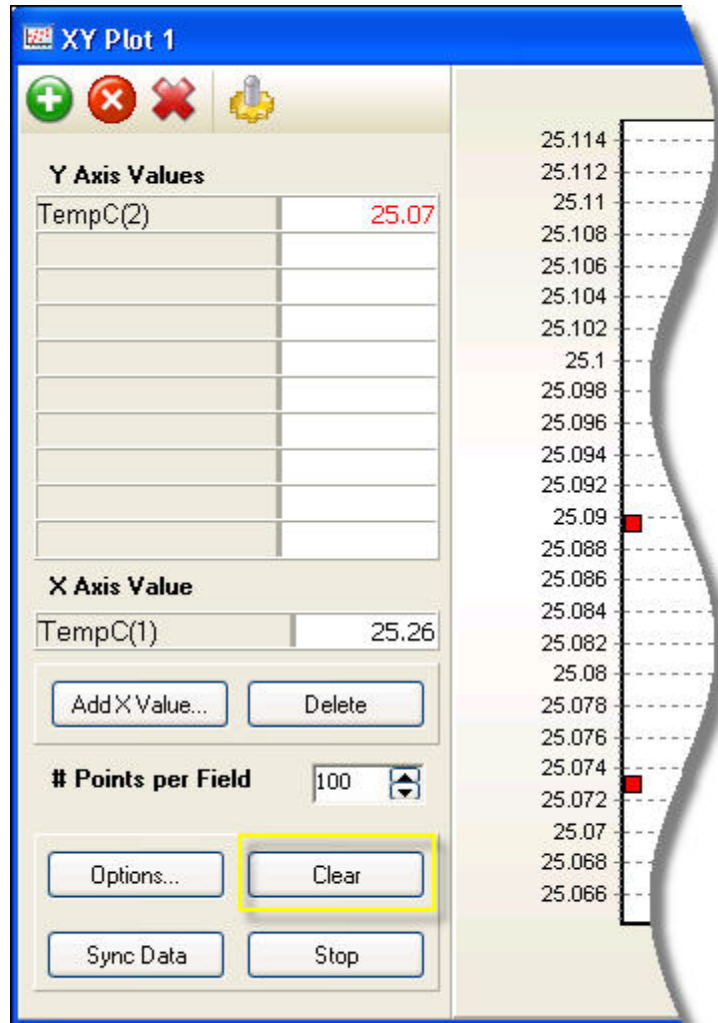 XY Plot 1
Y Axis Values
TempC(2) 25.07
X Axis Value
TempC(1) 25.26
Add X Value... Delete
# Points per Field 100
Options... Clear
Sync Data Stop
25.114
25.112
25.11
25.108
25.106
25.104
25.102
25.1
25.098
25.096
25.094
25.092
25.09
25.088
25.086
25.084
25.082
25.08
25.078
25.076
25.074
25.072
25.07
25.068
25.066